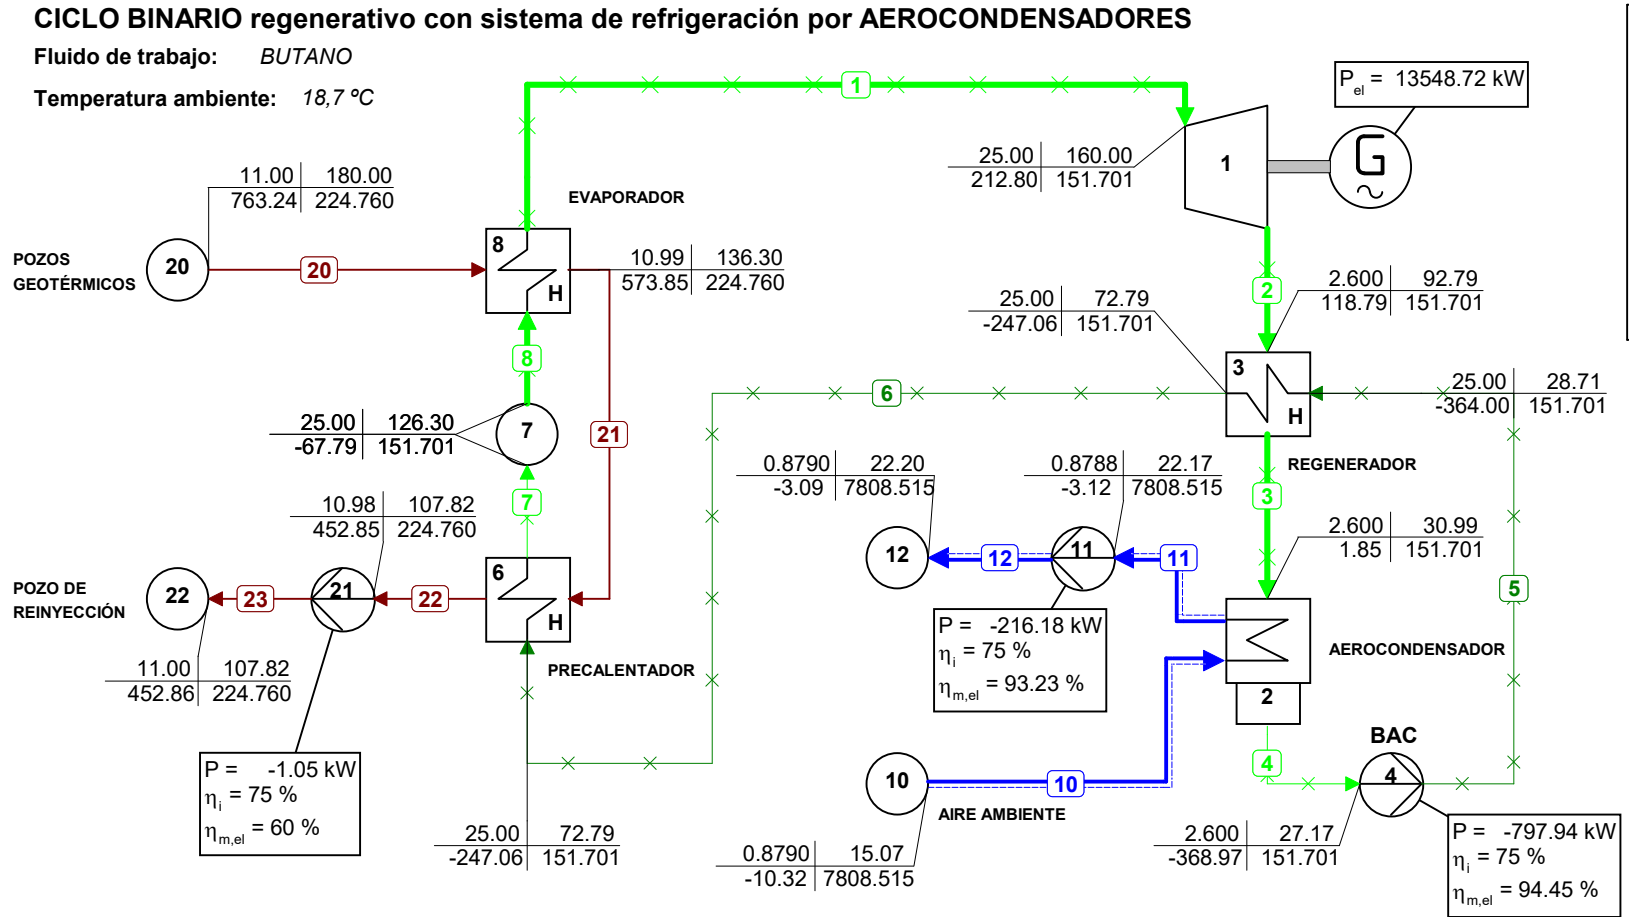 CICLO BINARIO regenerativo con sistema de refrigeración por AEROCONDENSADORES
Fluido de trabajo: BUTANO
Temperatura ambiente: 18,7 ºC
1
P el = 13548.72 kW
G
25.00 160.00
212.80 151.701
1
11.00 180.00
763.24 224.760
EVAPORADOR
POZOS
GEOTÉRMICOS
20
20
8
H
10.99 136.30
573.85 224.760
2
2.600 92.79
118.79 151.701
25.00 72.79
-247.06 151.701
8
3
H
6
25.00 28.71
-364.00 151.701
25.00 126.30
-67.79 151.701
7
21
REGENERADOR
0.8790 22.20
-3.09 7808.515
0.8788 22.17
-3.12 7808.515
3
7
10.98 107.82
452.85 224.760
2.600 30.99
1.85 151.701
12
12
11
11
5
POZO DE
REINYECCIÓN
22
23
21
22
6
H
PRECALENTADOR
P = -216.18 kW
ηi = 75 %
ηm,el = 93.23 %
AEROCONDENSADOR
2
11.00 107.82
452.86 224.760
BAC
P = -1.05 kW
ηi = 75 %
ηm,el = 60 %
10
10
AIRE AMBIENTE
4
4
25.00 72.79
-247.06 151.701
0.8790 15.07
-10.32 7808.515
2.600 27.17
-368.97 151.701
P = -797.94 kW
ηi = 75 %
ηm,el = 94.45 %